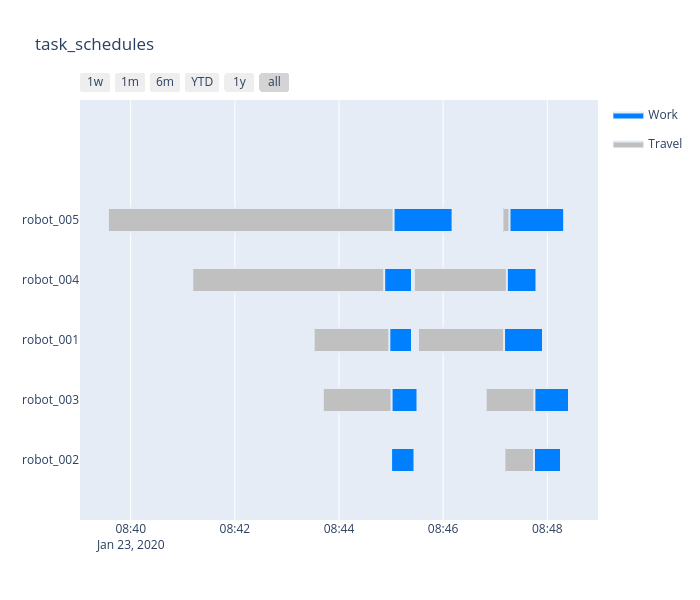 task_schedules
1w 1m 6m YTD 1y all
Work
Travel
robot_005
robot_004
robot_001
robot_003
robot_002
08:40 08:42 08:44 08:46 08:48
Jan 23, 2020